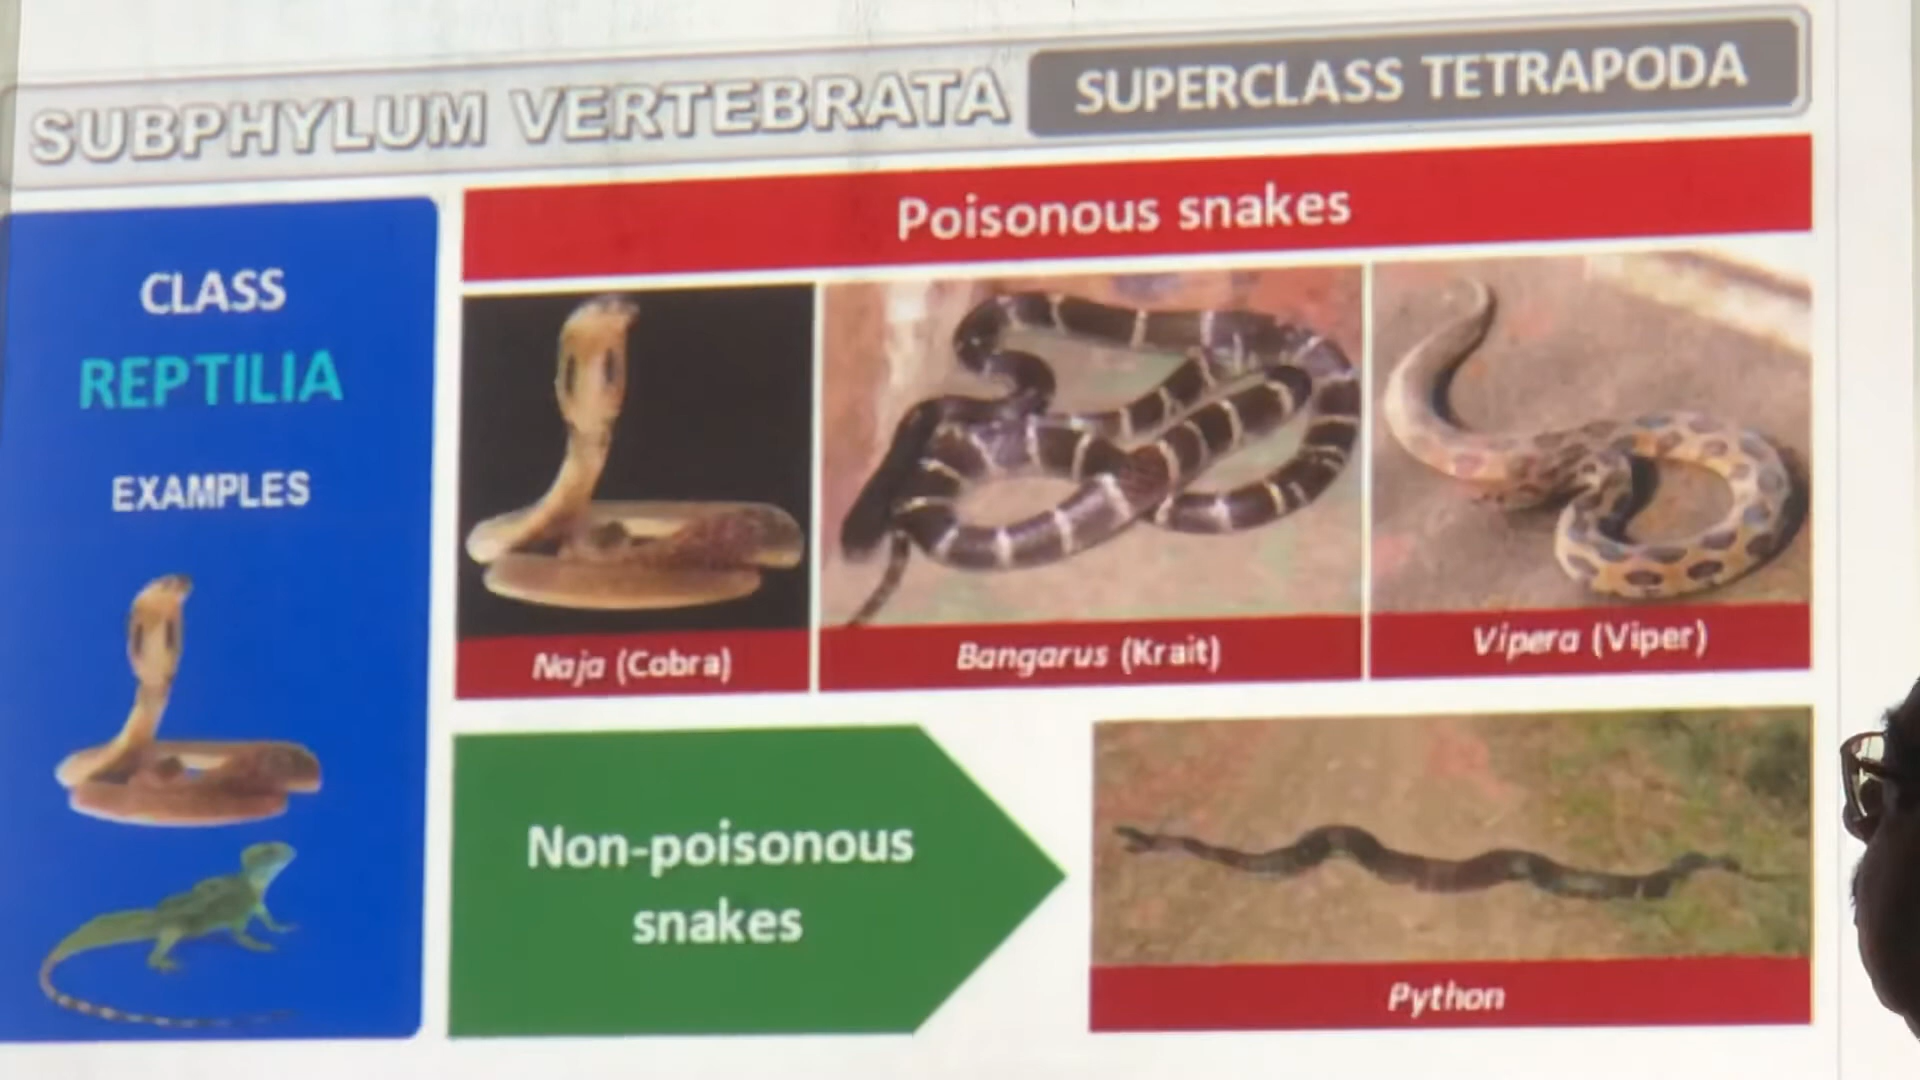 SUBPHYLUM VERTEBRATA
SUPERCLASS TETRAPODA
CLASS
REPTILIA
EXAMPLES
Poisonous snakes
Naja (Cobra)
Bangarus (Krait)
Vipera (Viper)
Non-poisonous
snakes
Python